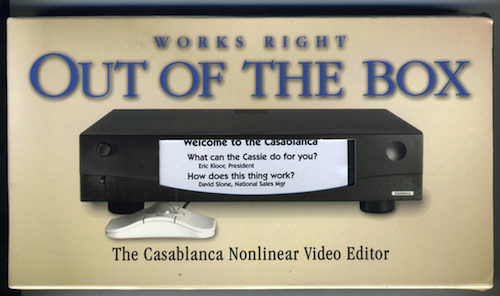 WORKS RIGHT
OUT OF THE BOX
Welcome to the Casablanca
What can the Cassie do for you?
Eric Kloor, President
How does this thing work?
David Slone, National Sales Mgr
The Casablanca Nonlinear Video Editor